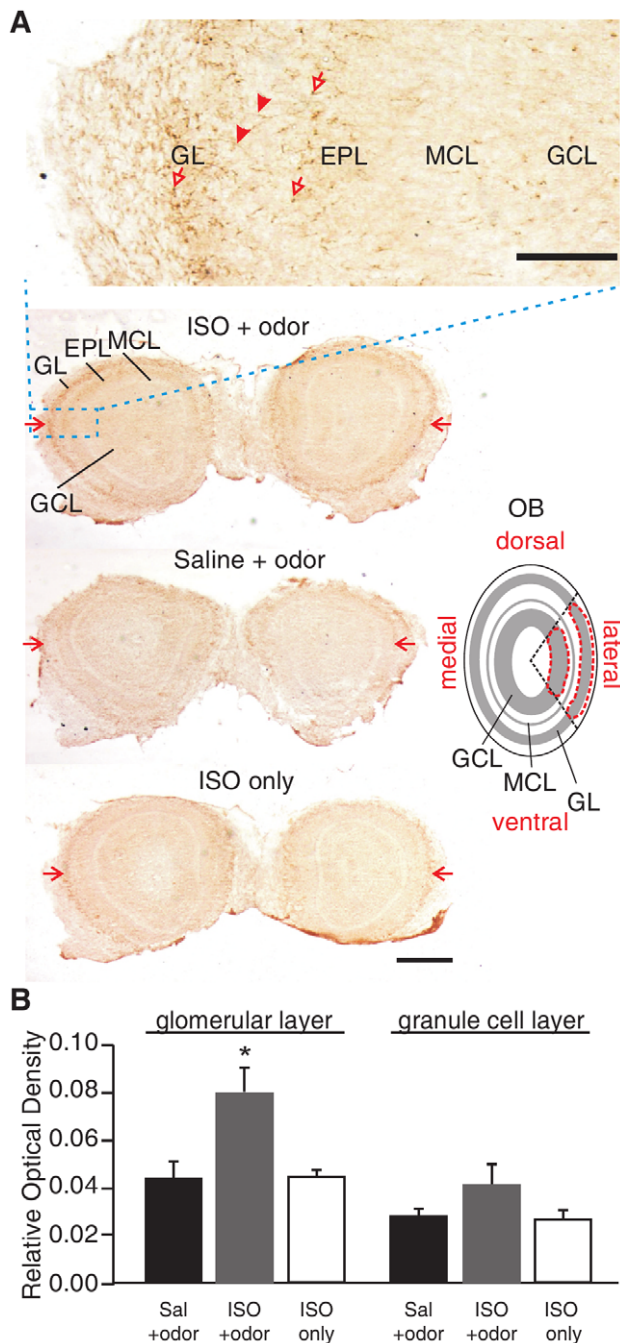 A
GL EPL MCL GCL
ISO + odor
GL EPL MCL
GCL
Saline + odor
OB
dorsal
medial
lateral
GCL
MCL
GL
ventral
ISO only
B
glomerular layer granule cell layer
Relative Optical Density
0.10
0.08
0.06
0.04
0.02
0.00
*
Sal ISO ISO Sal ISO ISO
+odor +odor only +odor +odor only